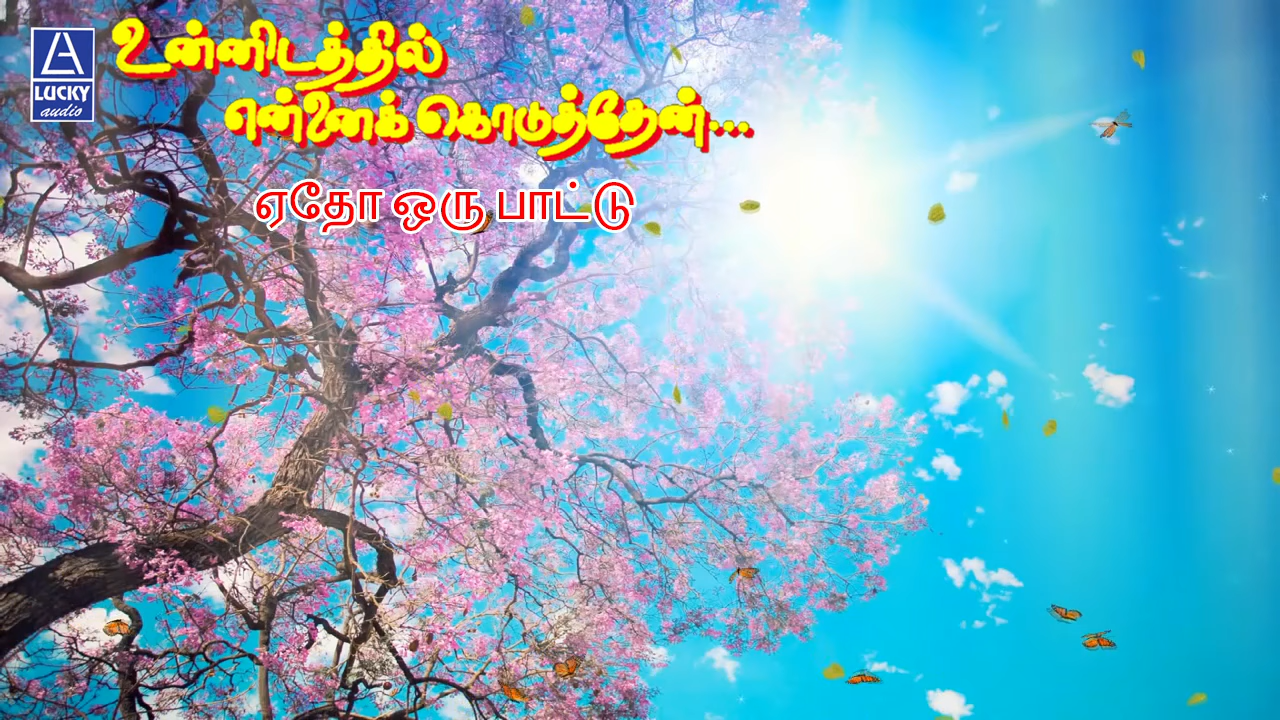 LUCKY
audio
உன்னிடத்தில்
என்னைக் கொடுத்தேன்...
ஏதோ ஒரு பாட்டு